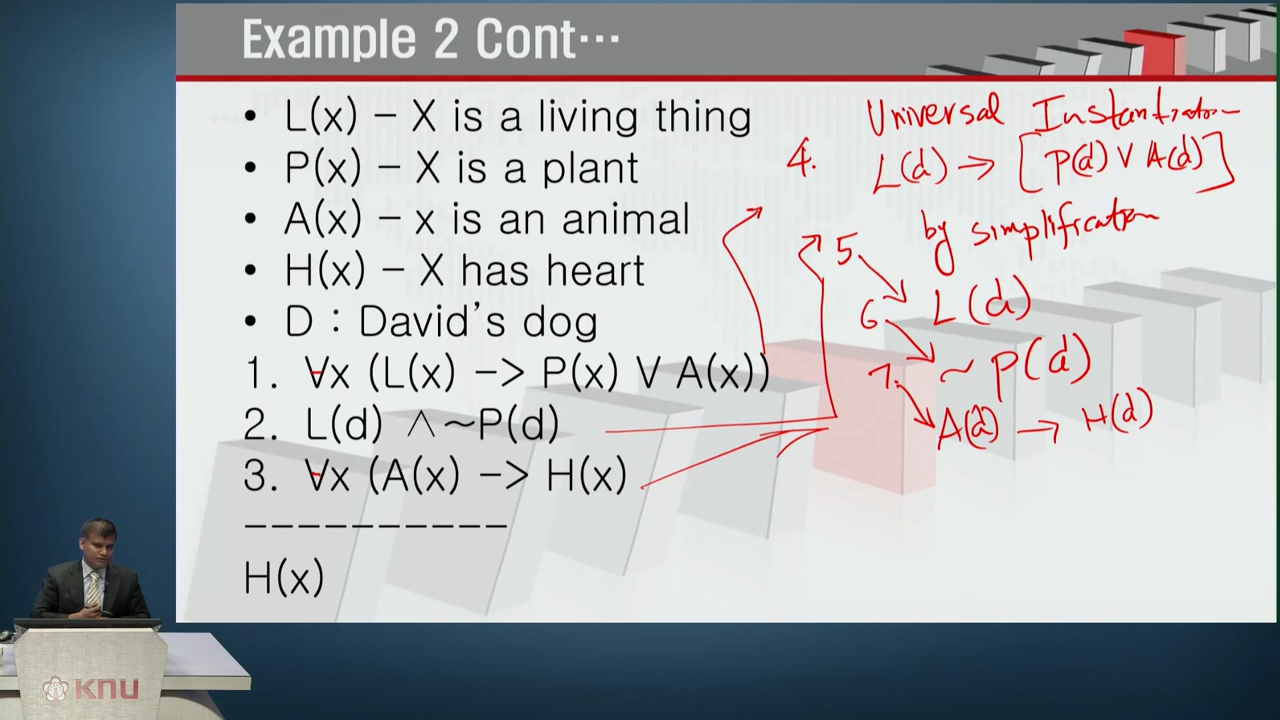 Example 2 Cont…
• L(x) – X is a living thing
• P(x) – X is a plant
• A(x) – x is an animal
• H(x) – X has heart
• D : David's dog
1. ∀x (L(x) –> P(x) V A(x))
2. L(d) ∧ ~P(d)
3. ∀x (A(x) –> H(x)
----------
H(x)
Universal Instantiation
4. L(d) → [P(d) V A(d)]
by simplification
5.
6. L(d)
7. ~ P(d)
A(d) → H(d)
KNU